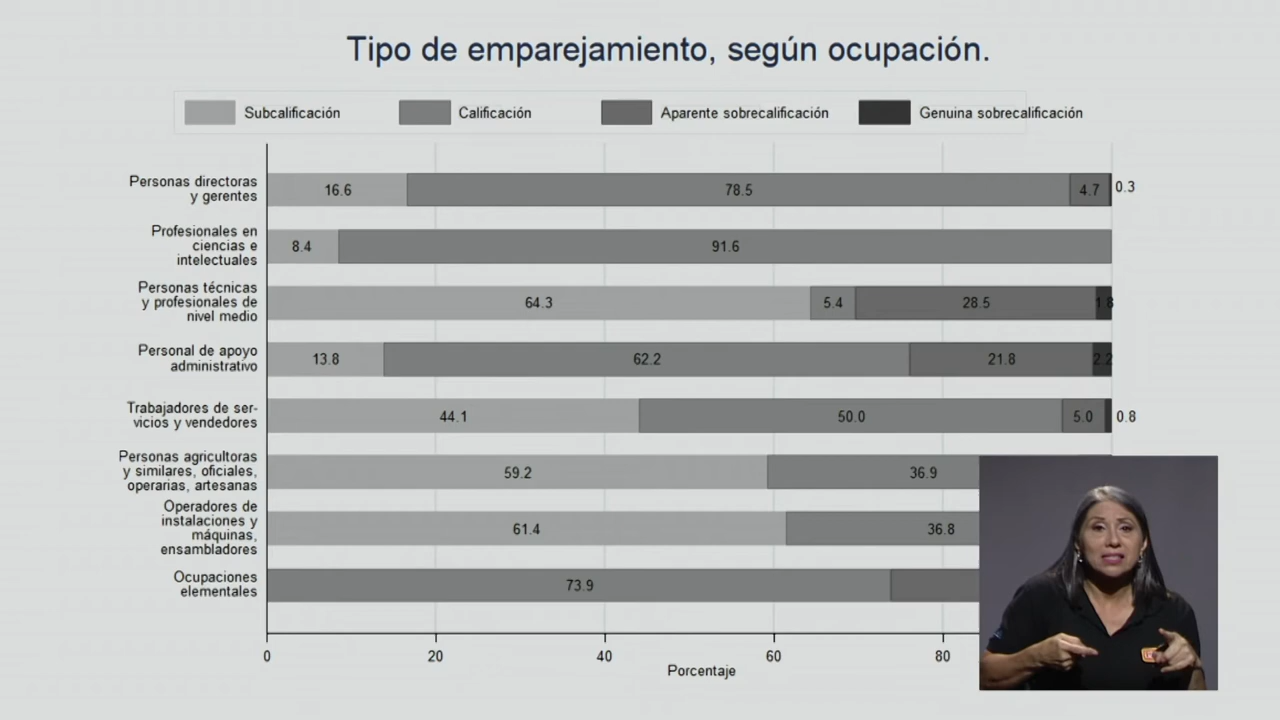 Tipo de emparejamiento, según ocupación.
Subcalificación
Calificación
Aparente sobrecalificación
Genuina sobrecalificación
Personas directoras
y gerentes
16.6
78.5
4.7
0.3
Profesionales en
ciencias e
intelectuales
8.4
91.6
Personas técnicas
y profesionales de
nivel medio
64.3
5.4
28.5
1.8
Personal de apoyo
administrativo
13.8
62.2
21.8
2.2
Trabajadores de ser-
vicios y vendedores
44.1
50.0
5.0
0.8
Personas agricultoras
y similares, oficiales,
operarias, artesanas
59.2
36.9
Operadores de
instalaciones y
máquinas,
ensambladores
61.4
36.8
Ocupaciones
elementales
73.9
0
20
40
60
80
Porcentaje